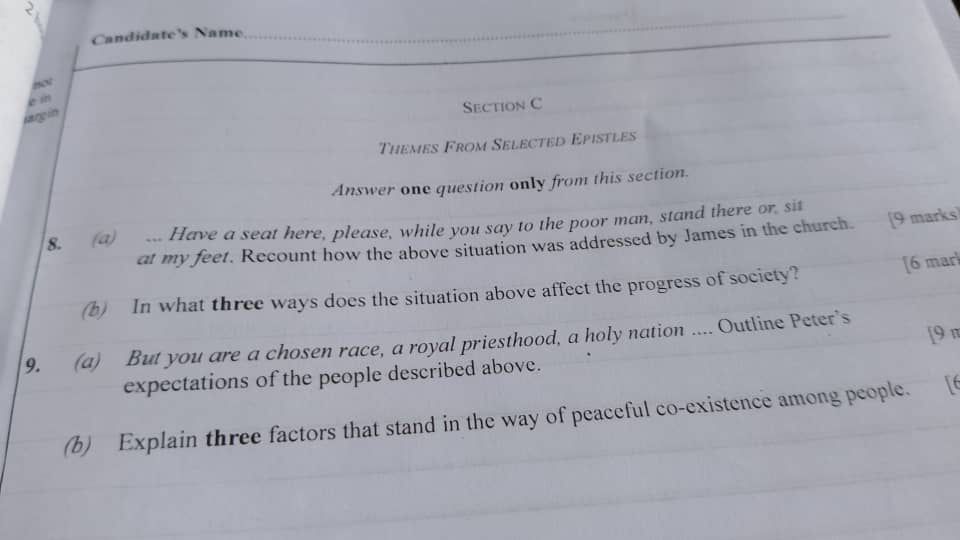 Candidate's Name
not
e in
argin
SECTION C
THEMES FROM SELECTED EPISTLES
Answer one question only from this section.
8. (a) ... Have a seat here, please, while you say to the poor man, stand there or, sit
at my feet. Recount how the above situation was addressed by James in the church. [9 marks]
(b) In what three ways does the situation above affect the progress of society? [6 mark
9. (a) But you are a chosen race, a royal priesthood, a holy nation .... Outline Peter's
expectations of the people described above. [9 m
(b) Explain three factors that stand in the way of peaceful co-existence among people. [6